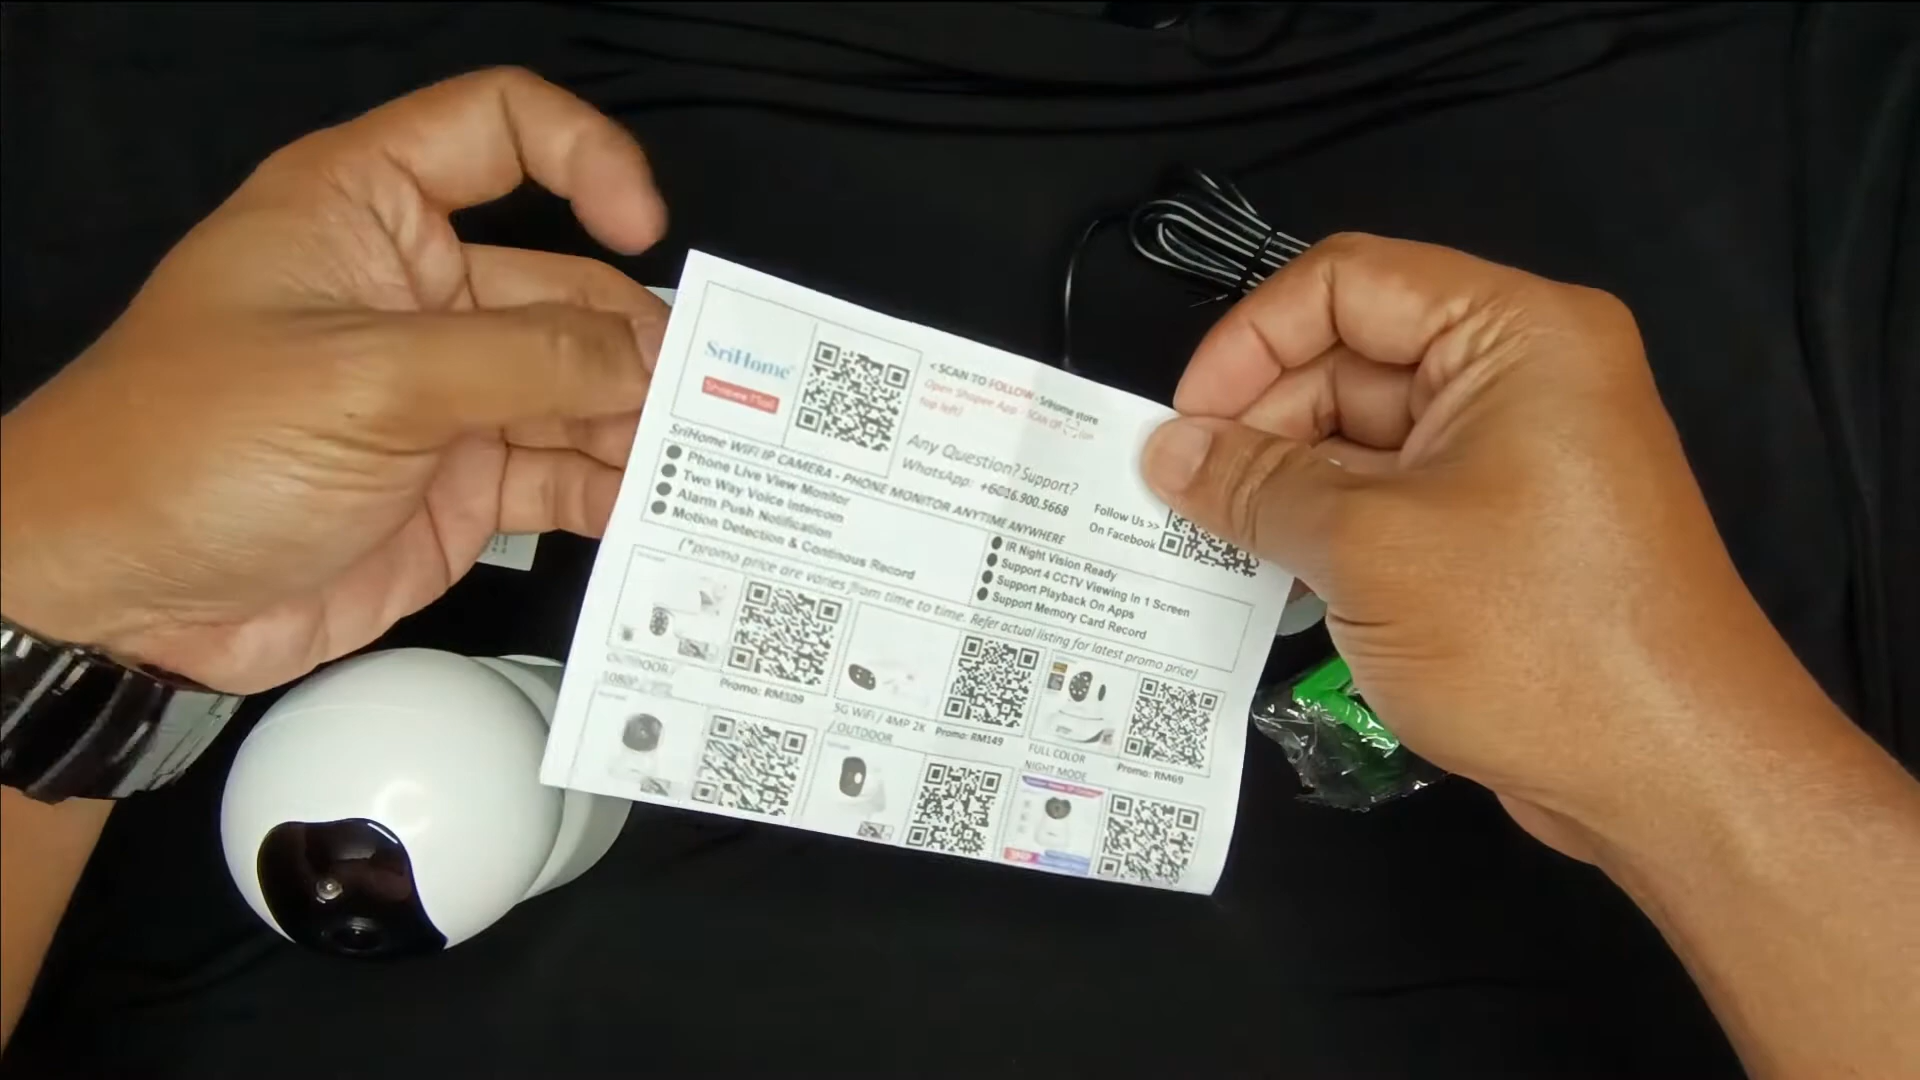 SriHome
Shopee Mall
< SCAN TO FOLLOW - SriHome store
Open Shopee App - SCAN QR
top left)
Any Question? Support?
WhatsApp: +6016.900.5668
Follow Us >>
On Facebook
SriHome WIFI IP CAMERA - PHONE MONITOR ANYTIME ANYWHERE
Phone Live View Monitor
Two Way Voice Intercom
Alarm Push Notification
Motion Detection & Continous Record
IR Night Vision Ready
Support 4 CCTV Viewing In 1 Screen
Support Playback On Apps
Support Memory Card Record
(*promo price are varies from time to time. Refer actual listing for latest promo price)
OUTDOOR /
1080P
Promo: RM109
5G WiFi / 4MP 2K
/ OUTDOOR
Promo: RM149
FULL COLOR
NIGHT MODE
Promo: RM69